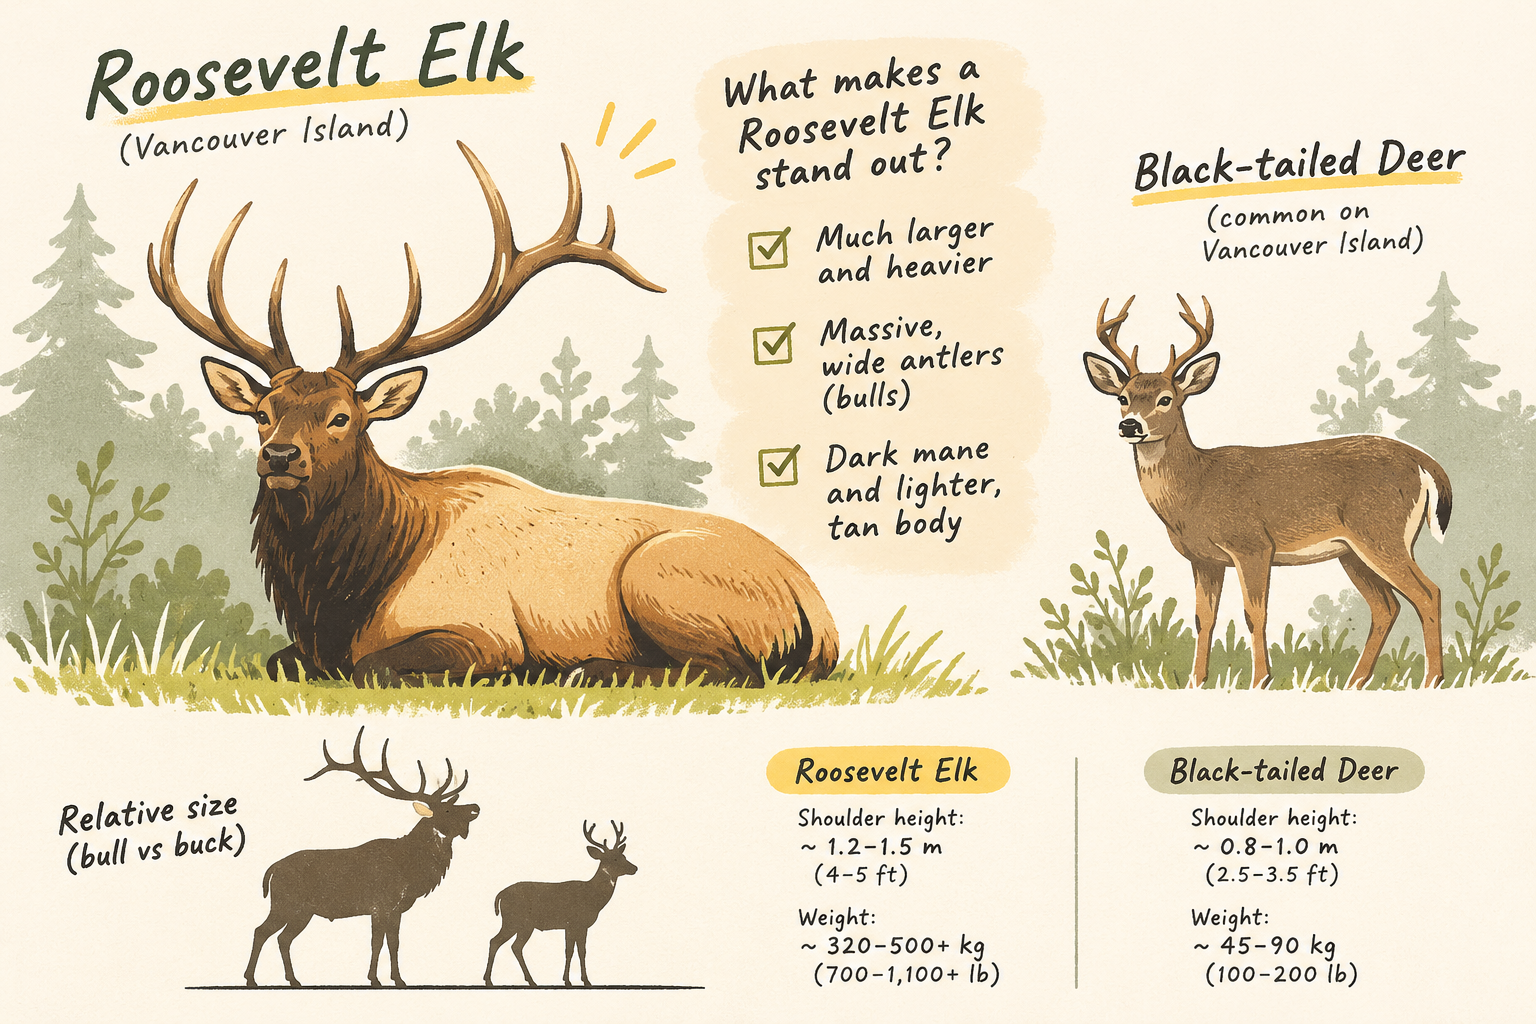 Roosevelt Elk
(Vancouver Island)
What makes a
Roosevelt Elk
stand out?
Much larger
and heavier
Massive,
wide antlers
(bulls)
Dark mane
and lighter,
tan body
Black-tailed Deer
(common on
Vancouver Island)
Relative size
(bull vs buck)
Roosevelt Elk
Shoulder height:
~ 1.2–1.5 m
(4–5 ft)
Weight:
~ 320–500+ kg
(700–1,100+ lb)
Black-tailed Deer
Shoulder height:
~ 0.8–1.0 m
(2.5–3.5 ft)
Weight:
~ 45–90 kg
(100–200 lb)